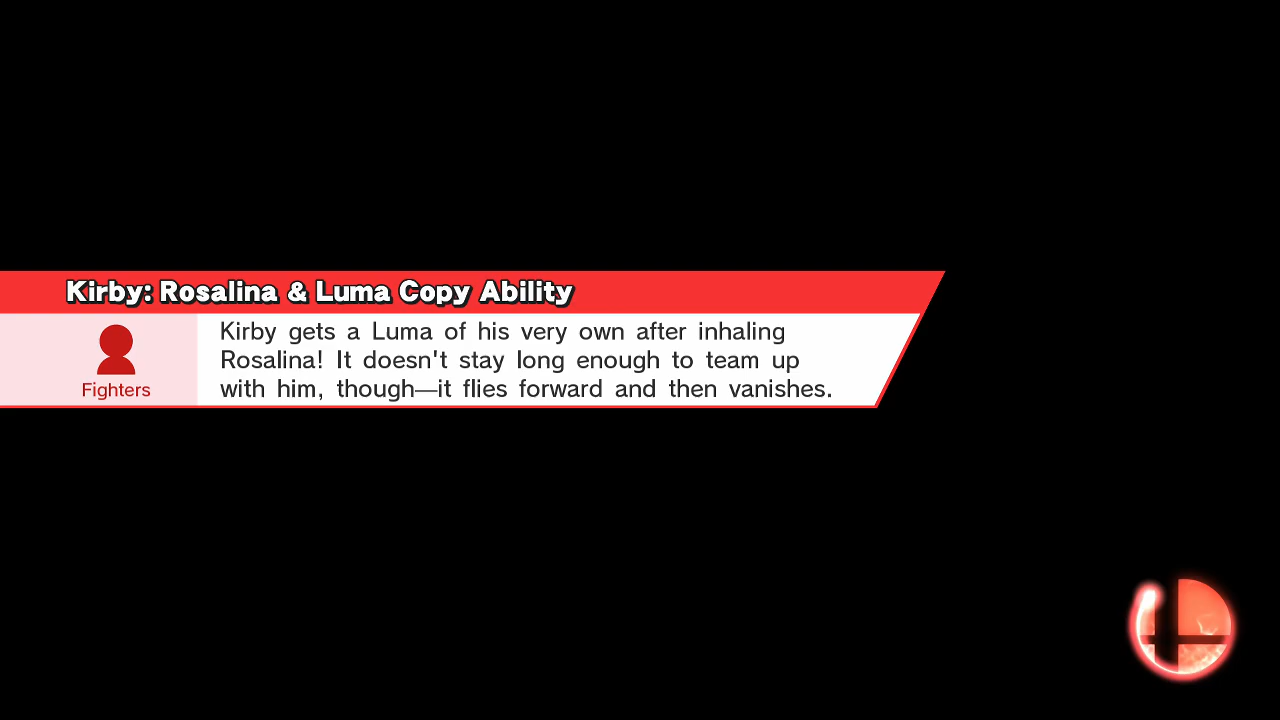 Kirby: Rosalina & Luma Copy Ability
Fighters
Kirby gets a Luma of his very own after inhaling
Rosalina! It doesn't stay long enough to team up
with him, though—it flies forward and then vanishes.